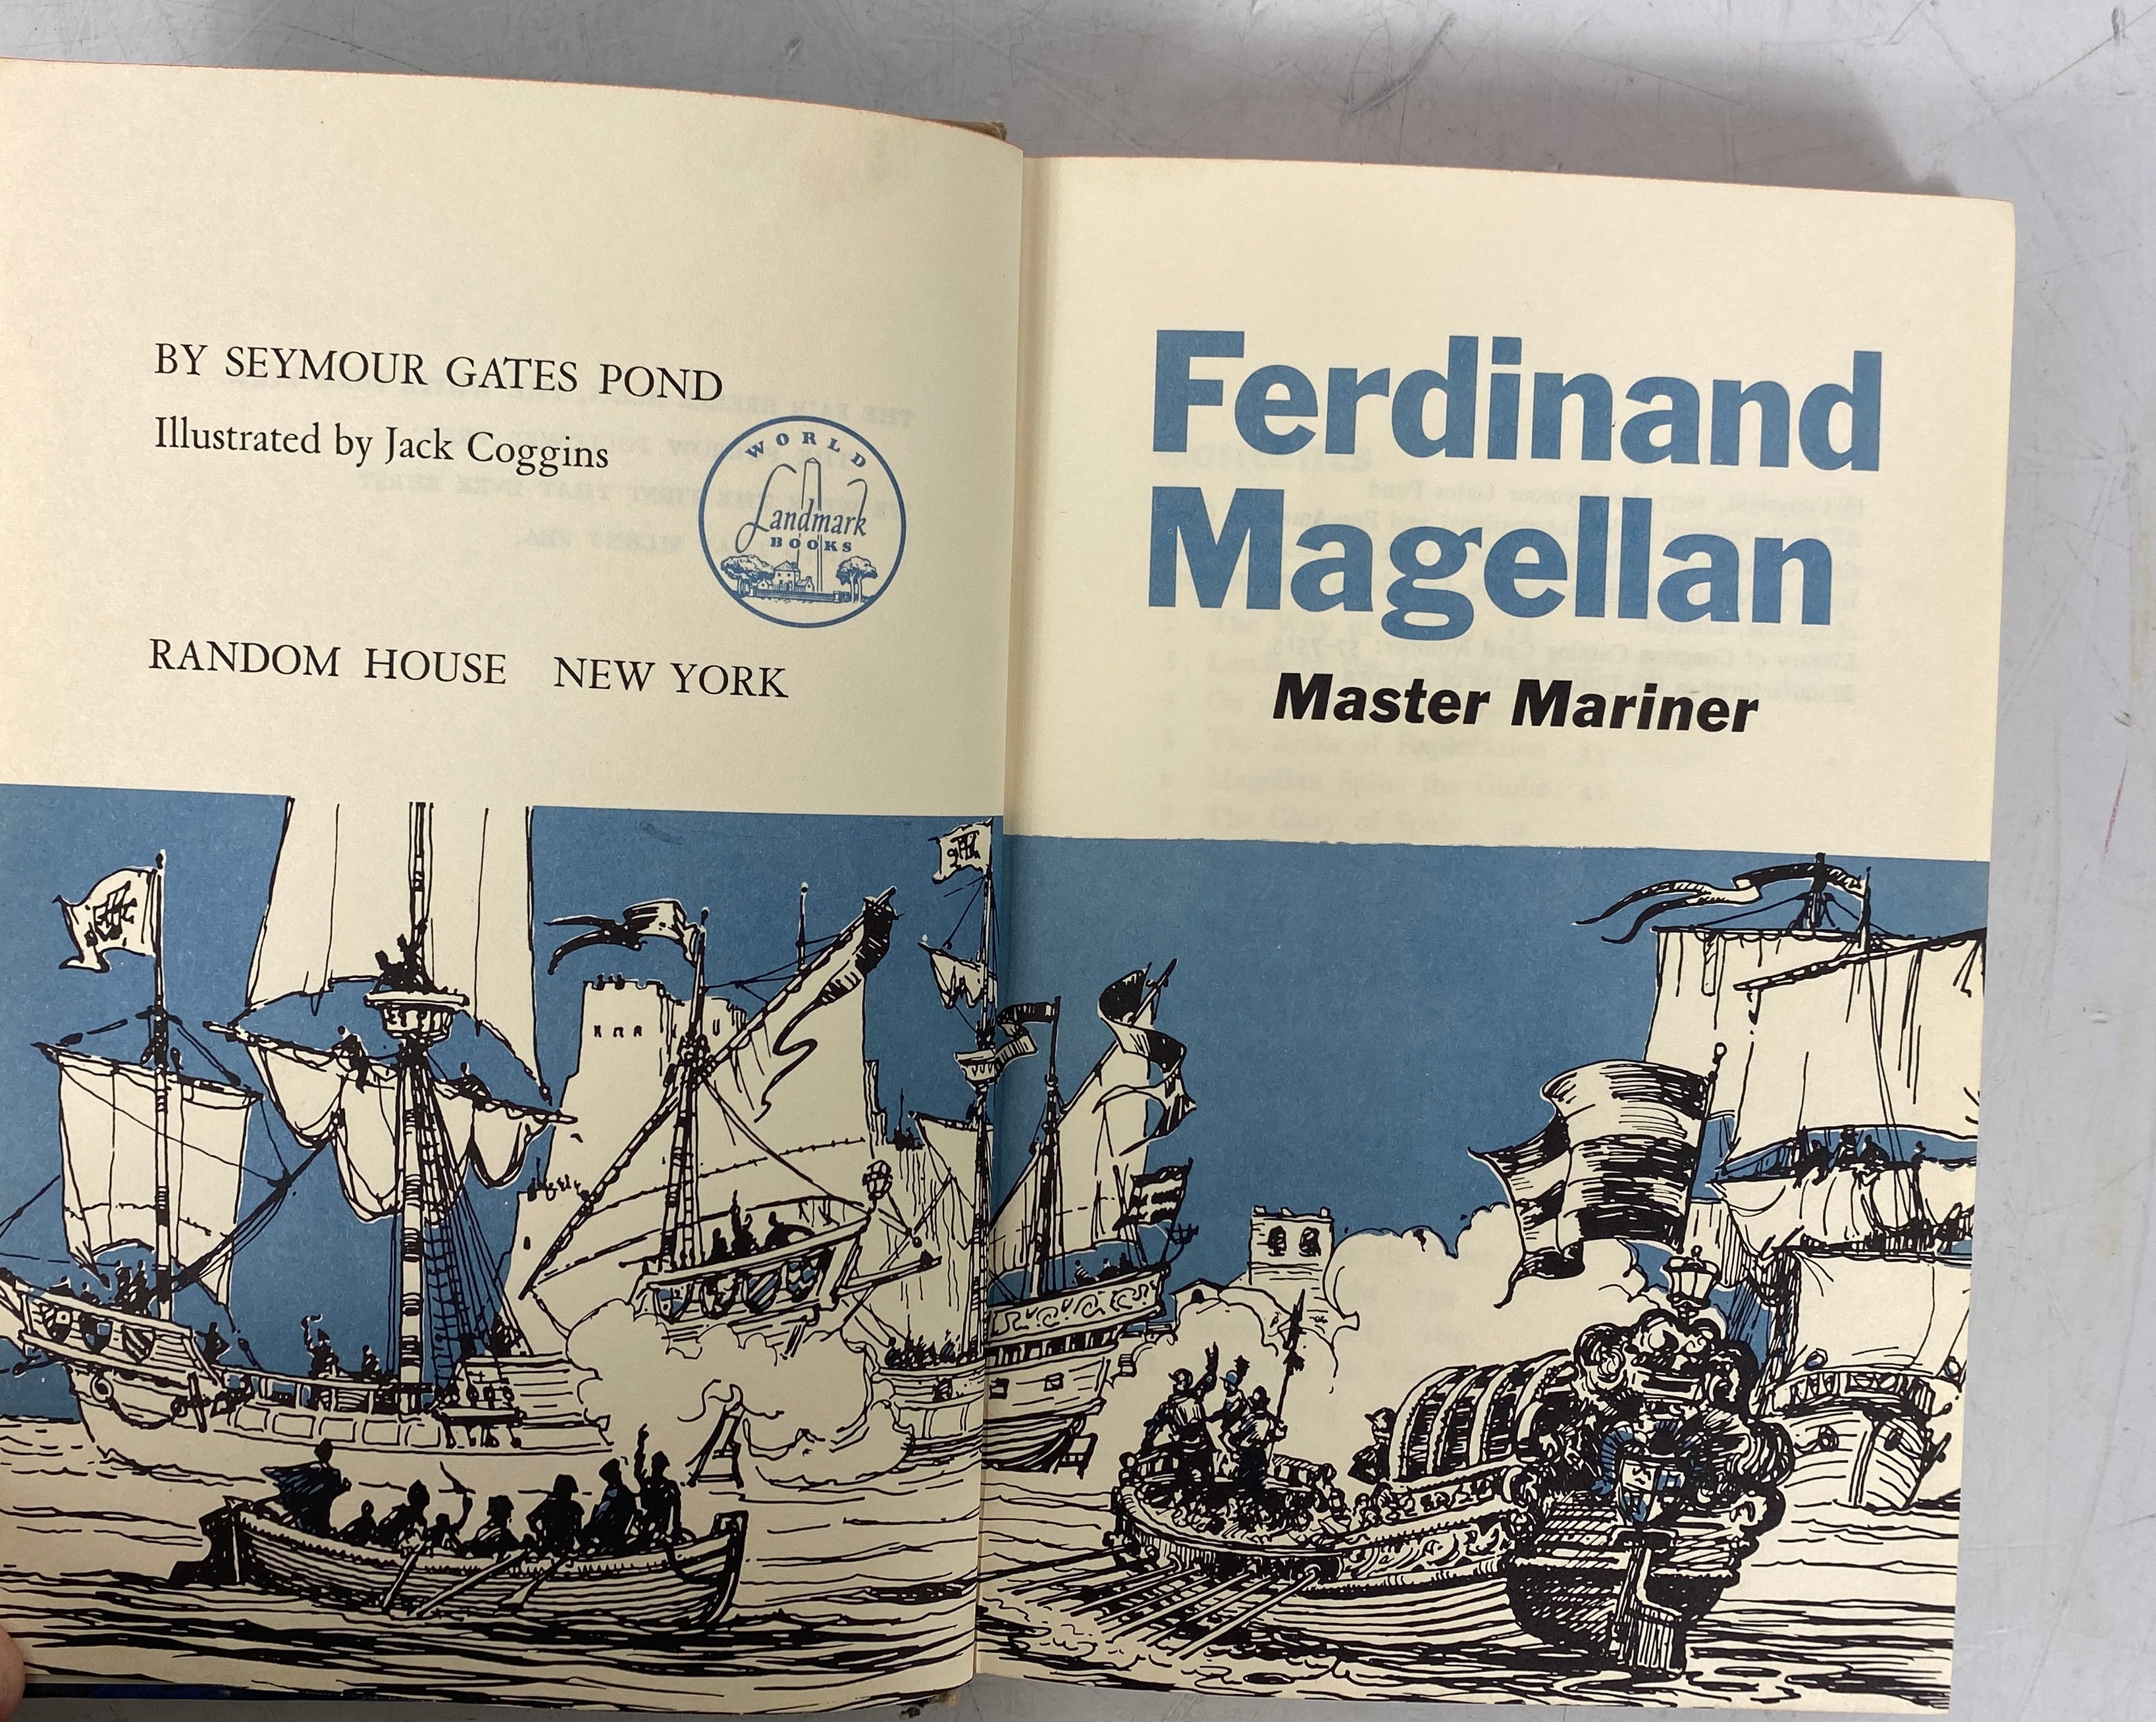 BY SEYMOUR GATES POND
Illustrated by Jack Coggins
WORLD
Landmark
BOOKS
RANDOM HOUSE NEW YORK
Ferdinand
Magellan
Master Mariner